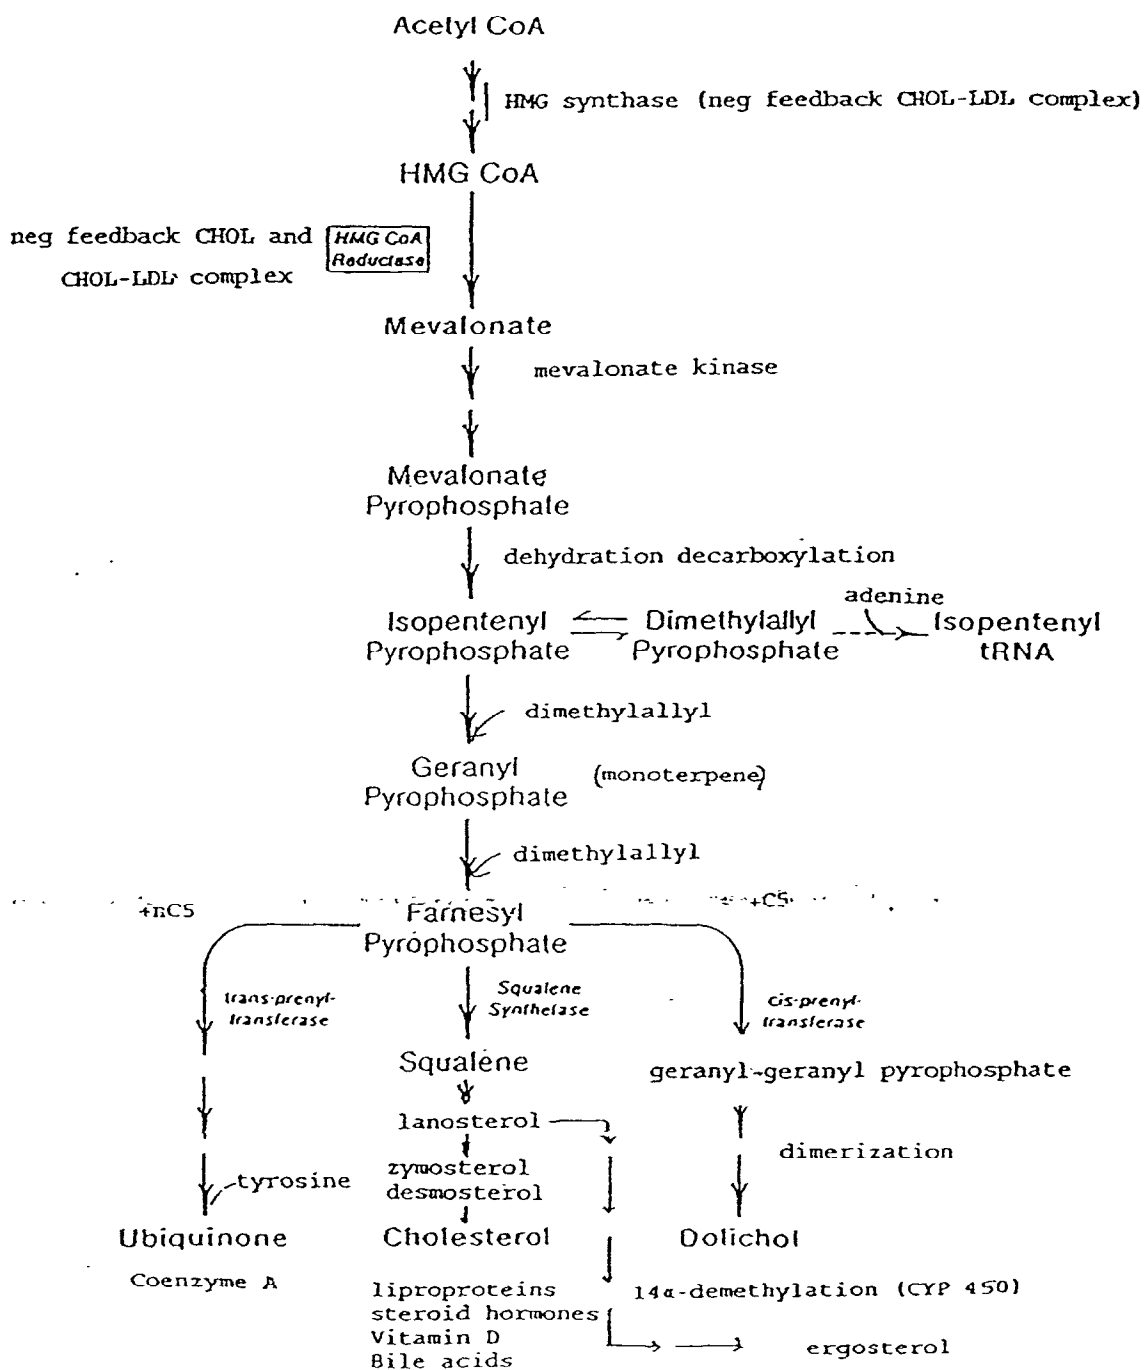 Acetyl CoA
HMG synthase (neg feedback CHOL-LDL complex)
HMG CoA
neg feedback CHOL and
CHOL-LDL complex
HMG CoA
Reductase
Mevalonate
mevalonate kinase
Mevalonate
Pyrophosphate
dehydration decarboxylation
adenine
Isopentenyl
Pyrophosphate
Dimethylallyl
Pyrophosphate
Isopentenyl
tRNA
dimethylallyl
Geranyl
Pyrophosphate
(monoterpene)
dimethylallyl
+nC5
Farnesyl
Pyrophosphate
+C5
trans-prenyl-
transferase
Squalene
Synthetase
cis-prenyl-
transferase
Squalene
geranyl-geranyl pyrophosphate
lanosterol
dimerization
zymosterol
desmosterol
tyrosine
Ubiquinone
Cholesterol
Dolichol
Coenzyme A
liproproteins
steroid hormones
Vitamin D
Bile acids
14α-demethylation (CYP 450)
ergosterol